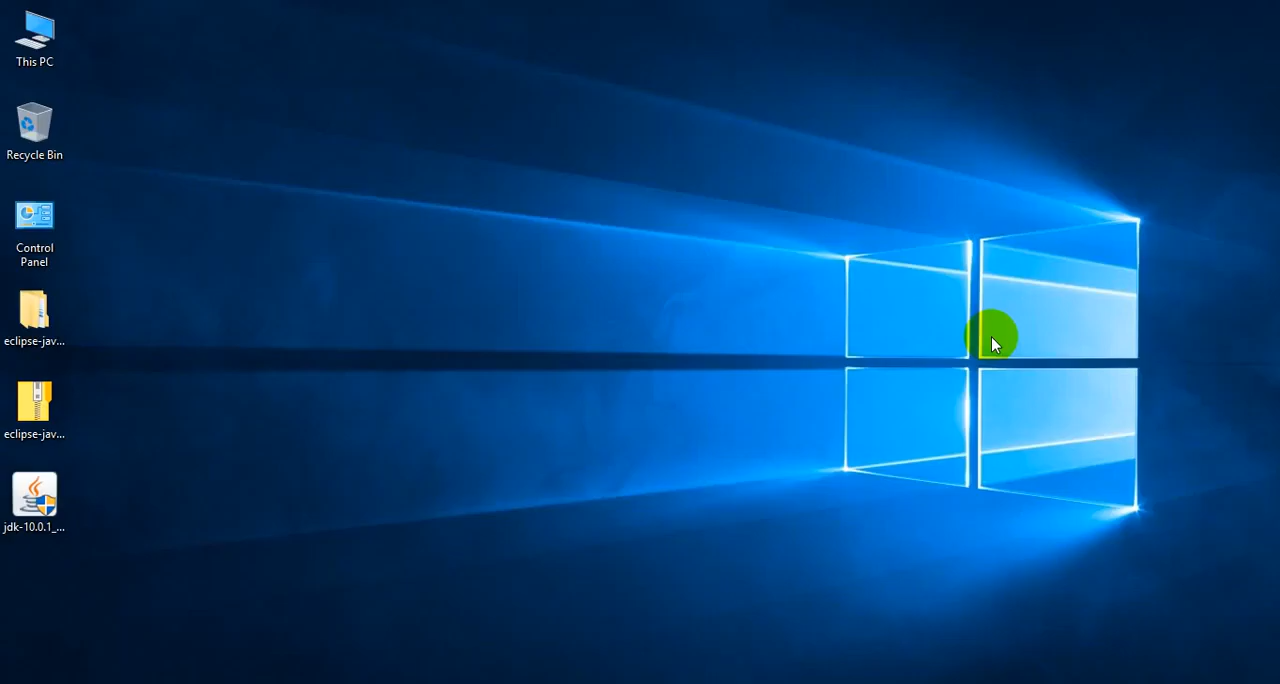 This PC
Recycle Bin
Control
Panel
eclipse-jav...
eclipse-jav...
jdk-10.0.1_...